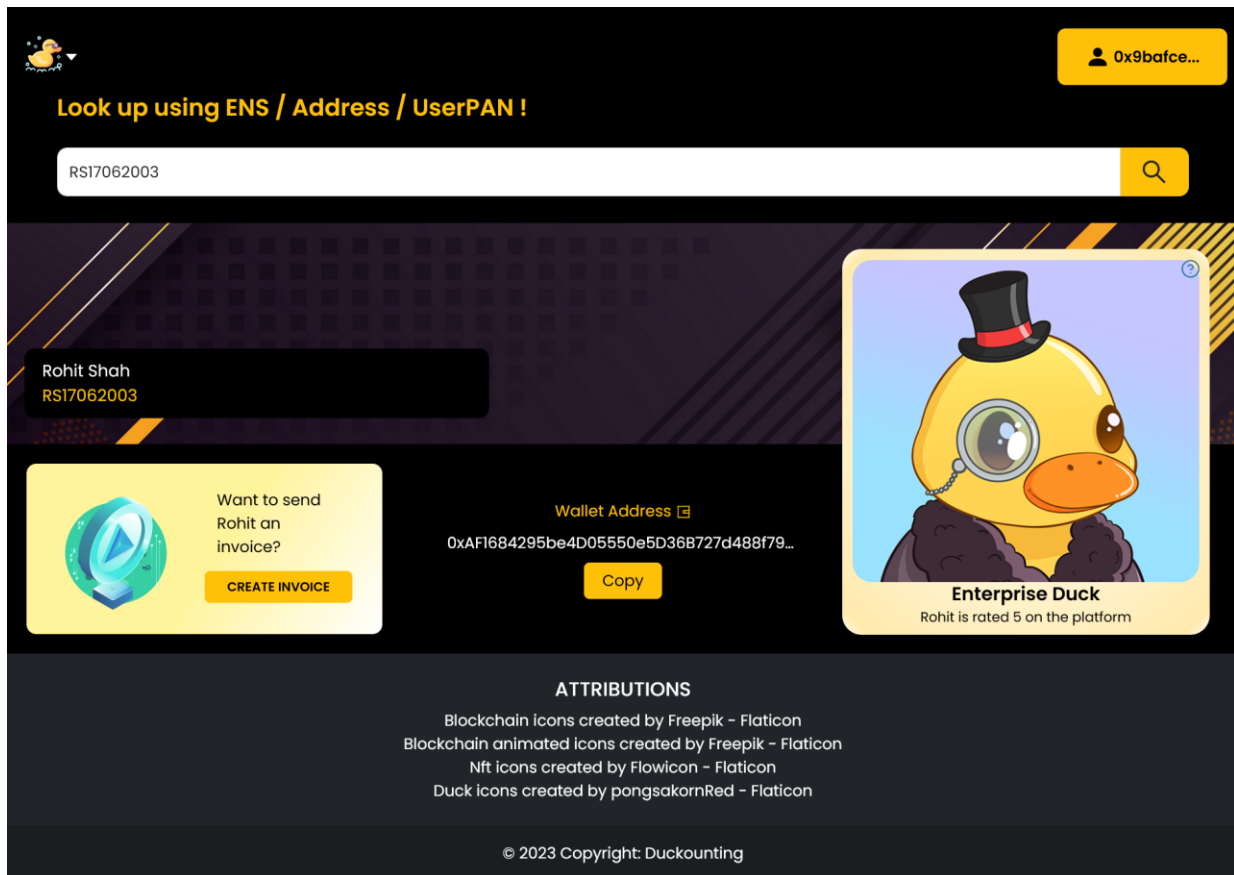 0x9bafce...
Look up using ENS / Address / UserPAN !
RS17062003
Rohit Shah
RS17062003
Want to send
Rohit an
invoice?
CREATE INVOICE
Wallet Address
0xAF1684295be4D05550e5D36B727d488f79...
Copy
?
Enterprise Duck
Rohit is rated 5 on the platform
ATTRIBUTIONS
Blockchain icons created by Freepik - Flaticon
Blockchain animated icons created by Freepik - Flaticon
Nft icons created by Flowicon - Flaticon
Duck icons created by pongsakornRed - Flaticon
© 2023 Copyright: Duckounting